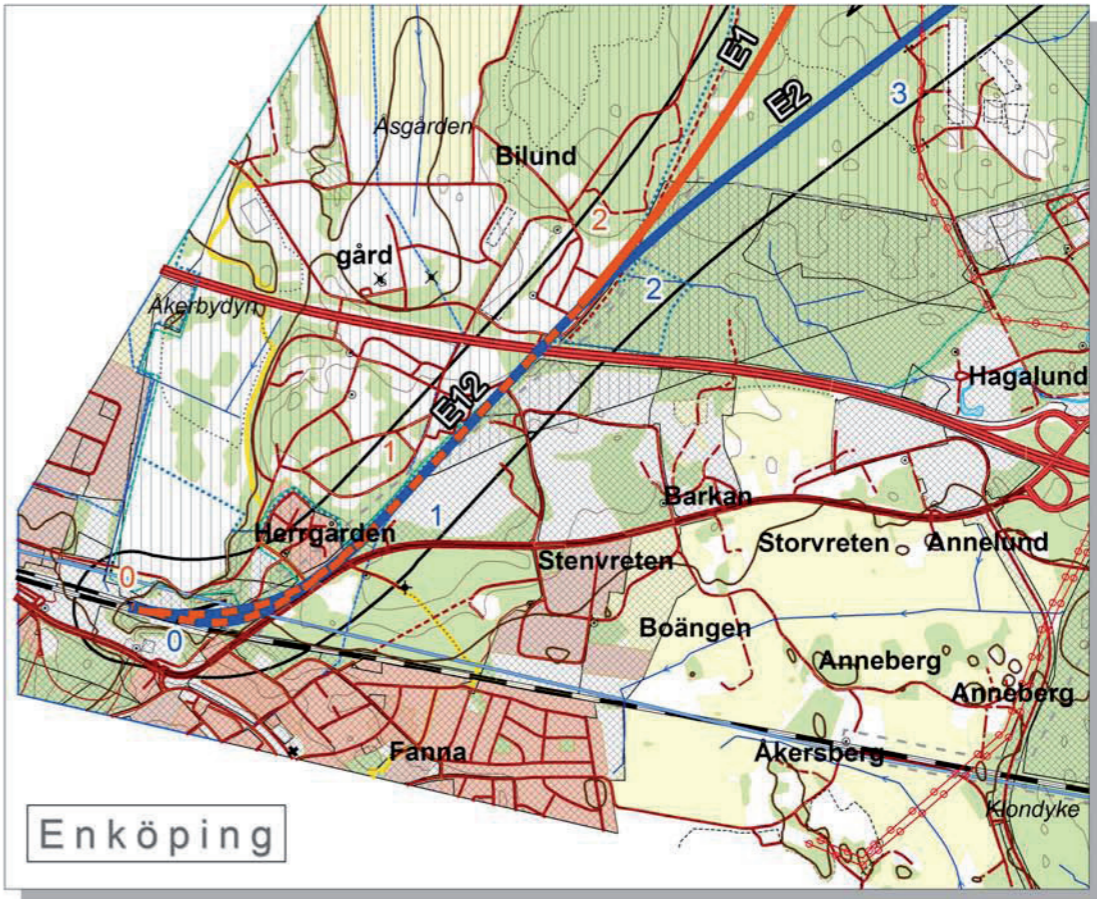 E1
E2
3
Åsgården
Bilund
2
gård
2
Åkerbydyn
Hagalund
E12
1
Barkan
1
Herrgården
Storvreten
Annelund
Stenvreten
0
0
Boängen
Anneberg
Anneberg
Fanna
Åkersberg
Klondyke
Enköping